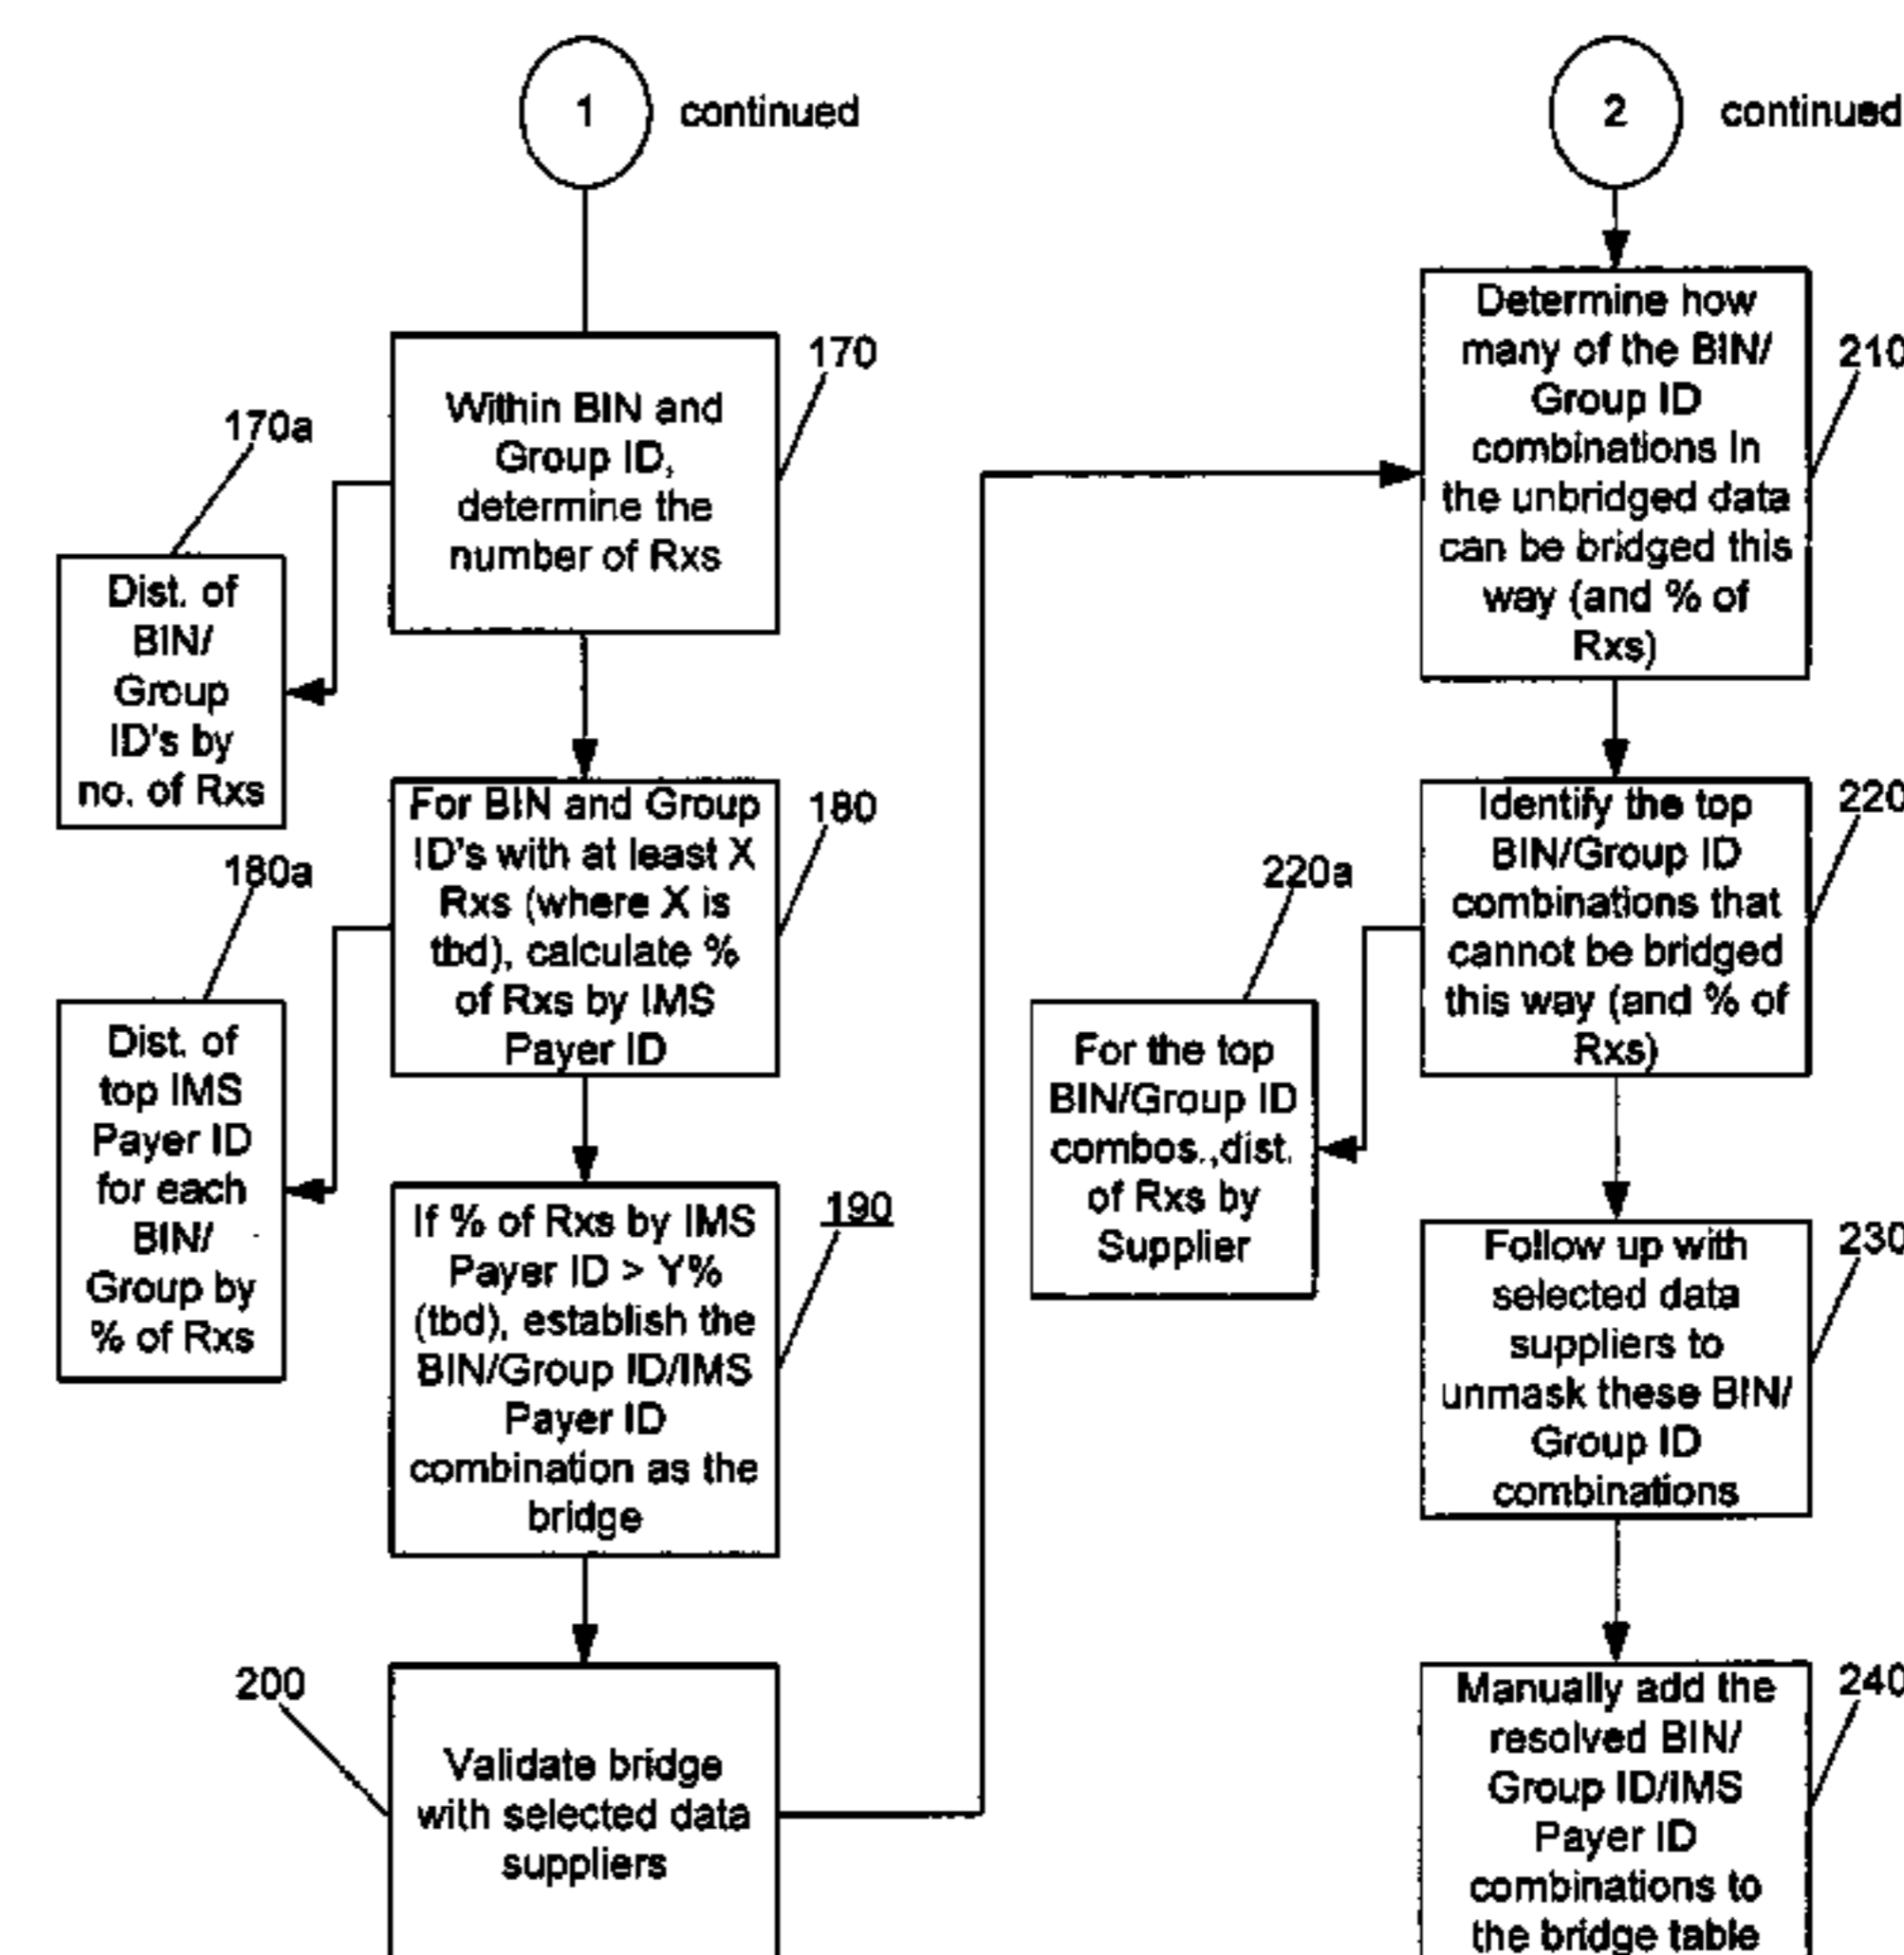 1
continued
170
Within BIN and
Group ID,
determine the
number of Rxs
170a
Dist. of
BIN/
Group
ID's by
no. of Rxs
180
For BIN and Group
ID's with at least X
Rxs (where X is
tbd), calculate %
of Rxs by IMS
Payer ID
180a
Dist. of
top IMS
Payer ID
for each
BIN/
Group by
% of Rxs
190
If % of Rxs by IMS
Payer ID > Y%
(tbd), establish the
BIN/Group ID/IMS
Payer ID
combination as the
bridge
200
Validate bridge
with selected data
suppliers
2
continued
210
Determine how
many of the BIN/
Group ID
combinations in
the unbridged data
can be bridged this
way (and % of
Rxs)
220
Identify the top
BIN/Group ID
combinations that
cannot be bridged
this way (and % of
Rxs)
220a
For the top
BIN/Group ID
combos.,dist.
of Rxs by
Supplier
230
Follow up with
selected data
suppliers to
unmask these BIN/
Group ID
combinations
240
Manually add the
resolved BIN/
Group ID/IMS
Payer ID
combinations to
the bridge table